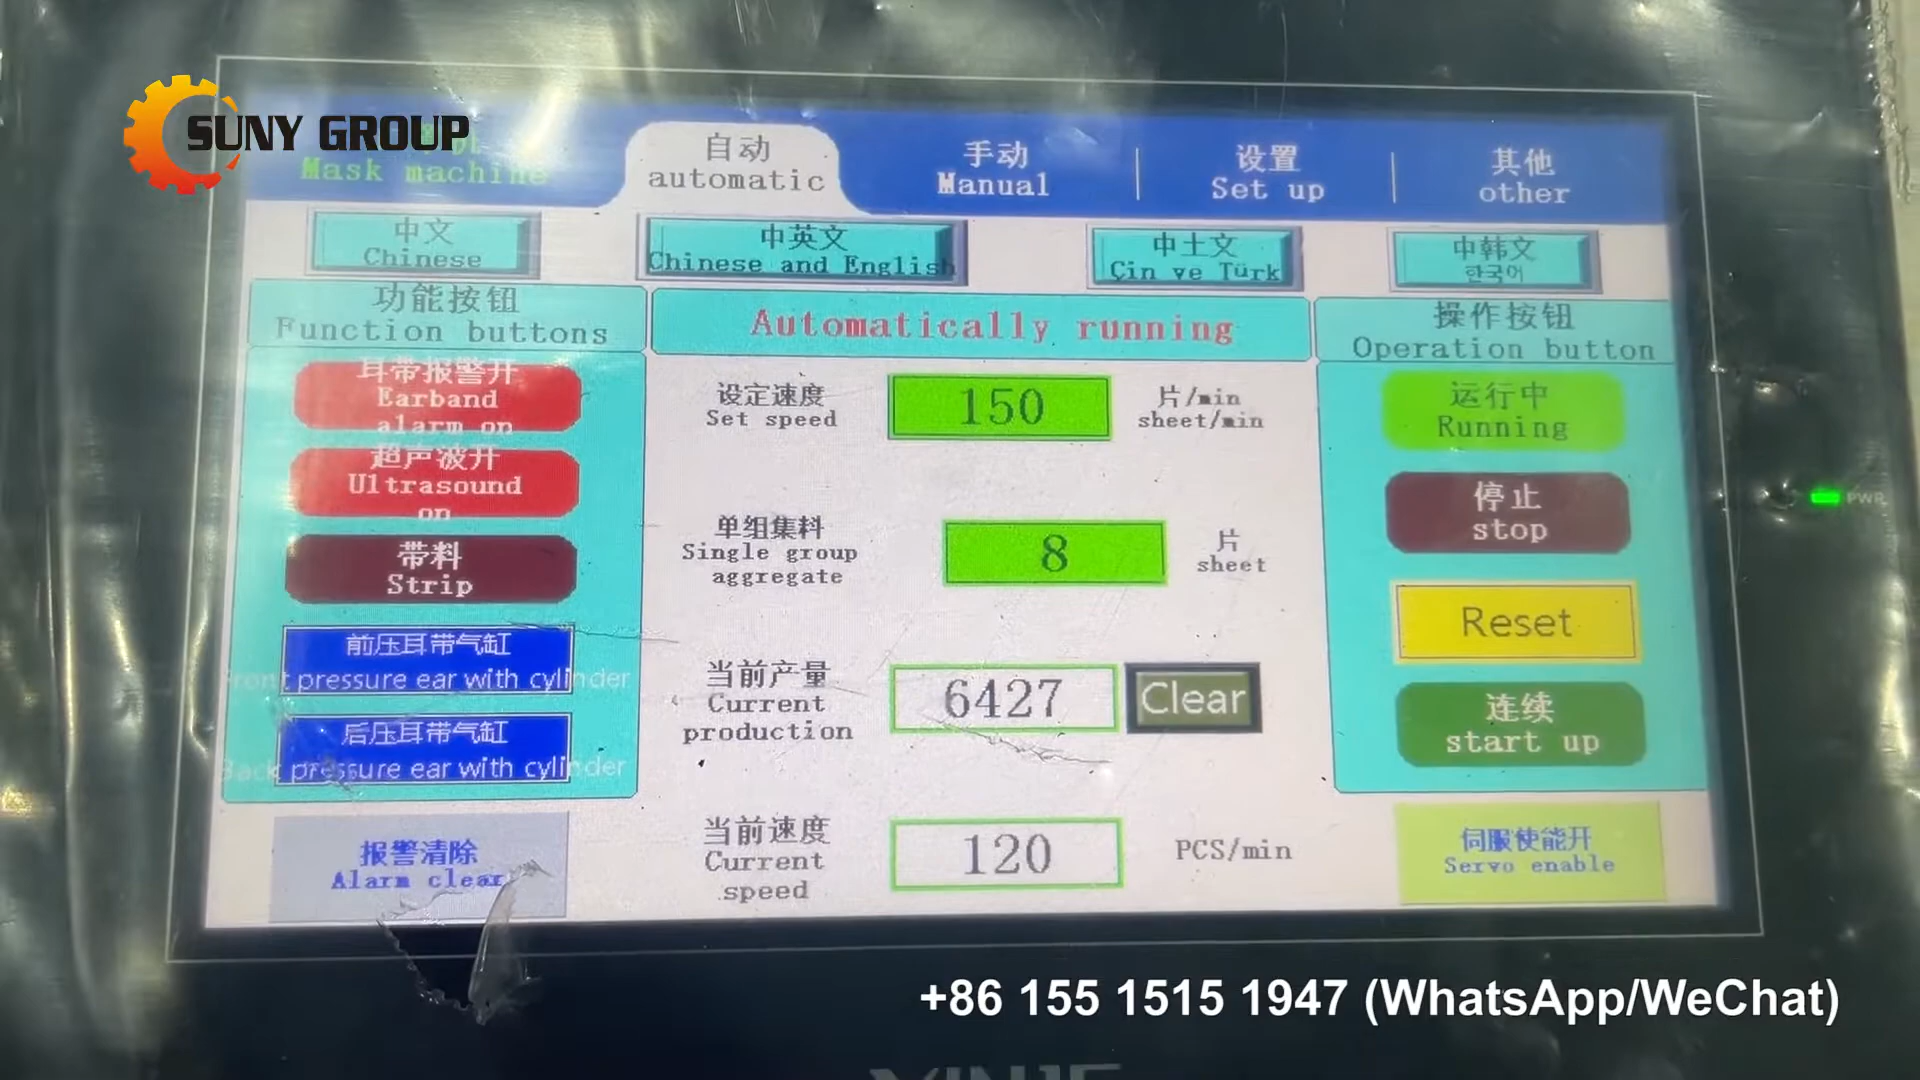 SUNY GROUP
Mask machine
自动
automatic
手动
Manual
设置
Set up
其他
other
中文
Chinese
中英文
Chinese and English
中土文
Çin ve Türk
中韩文
한국어
功能按钮
Function buttons
耳带报警开
Earband
alarm on
超声波开
Ultrasound
on
带料
Strip
前压耳带气缸
Front pressure ear with cylinder
后压耳带气缸
Back pressure ear with cylinder
报警清除
Alarm clear
Automatically running
设定速度
Set speed
150
片/min
sheet/min
单组集料
Single group
aggregate
8
片
sheet
当前产量
Current
production
6427
Clear
当前速度
Current
speed
120
PCS/min
操作按钮
Operation button
运行中
Running
停止
stop
Reset
连续
start up
伺服使能开
Servo enable
PWR
+86 155 1515 1947 (WhatsApp/WeChat)